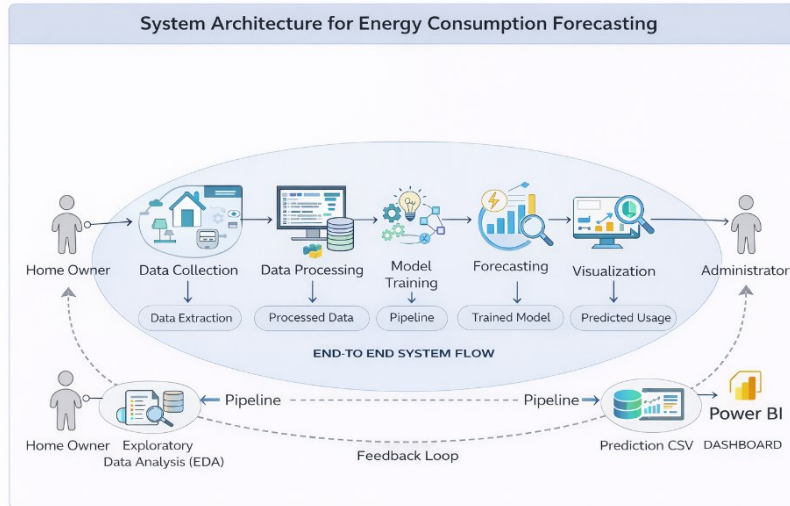 System Architecture for Energy Consumption Forecasting
Home Owner
Data Collection
Data Processing
Model
Training
Forecasting
Visualization
Administrator
Data Extraction
Processed Data
Pipeline
Trained Model
Predicted Usage
END-TO END SYSTEM FLOW
Pipeline
Pipeline
Power BI
Home Owner
Exploratory
Data Analysis (EDA)
Feedback Loop
Prediction CSV
DASHBOARD